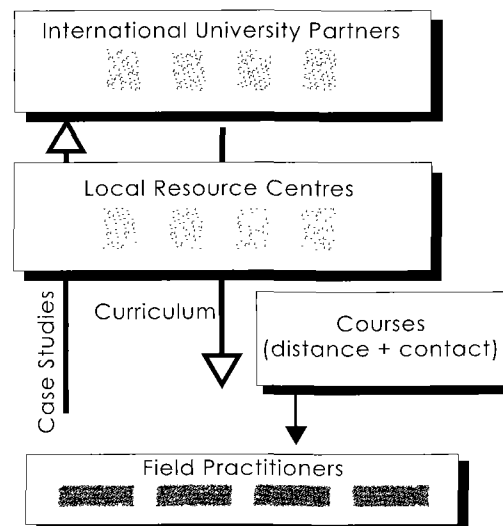 International University Partners
Local Resource Centres
Case Studies
Curriculum
Courses
(distance + contact)
Field Practitioners